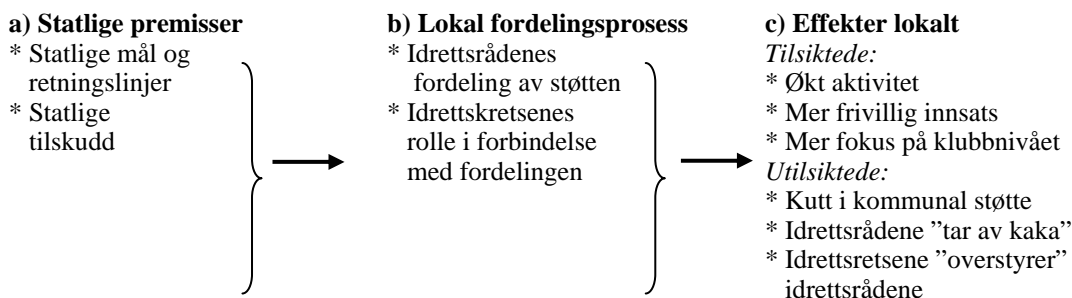 a) Statlige premisser
* Statlige mål og
retningslinjer
* Statlige
tilskudd
b) Lokal fordelingsprosess
* Idrettsrådenes
fordeling av støtten
* Idrettskretsenes
rolle i forbindelse
med fordelingen
c) Effekter lokalt
Tilsiktede:
* Økt aktivitet
* Mer frivillig innsats
* Mer fokus på klubbnivået
Utilsiktede:
* Kutt i kommunal støtte
* Idrettsrådene ”tar av kaka”
* Idrettsretsene ”overstyrer”
idrettsrådene